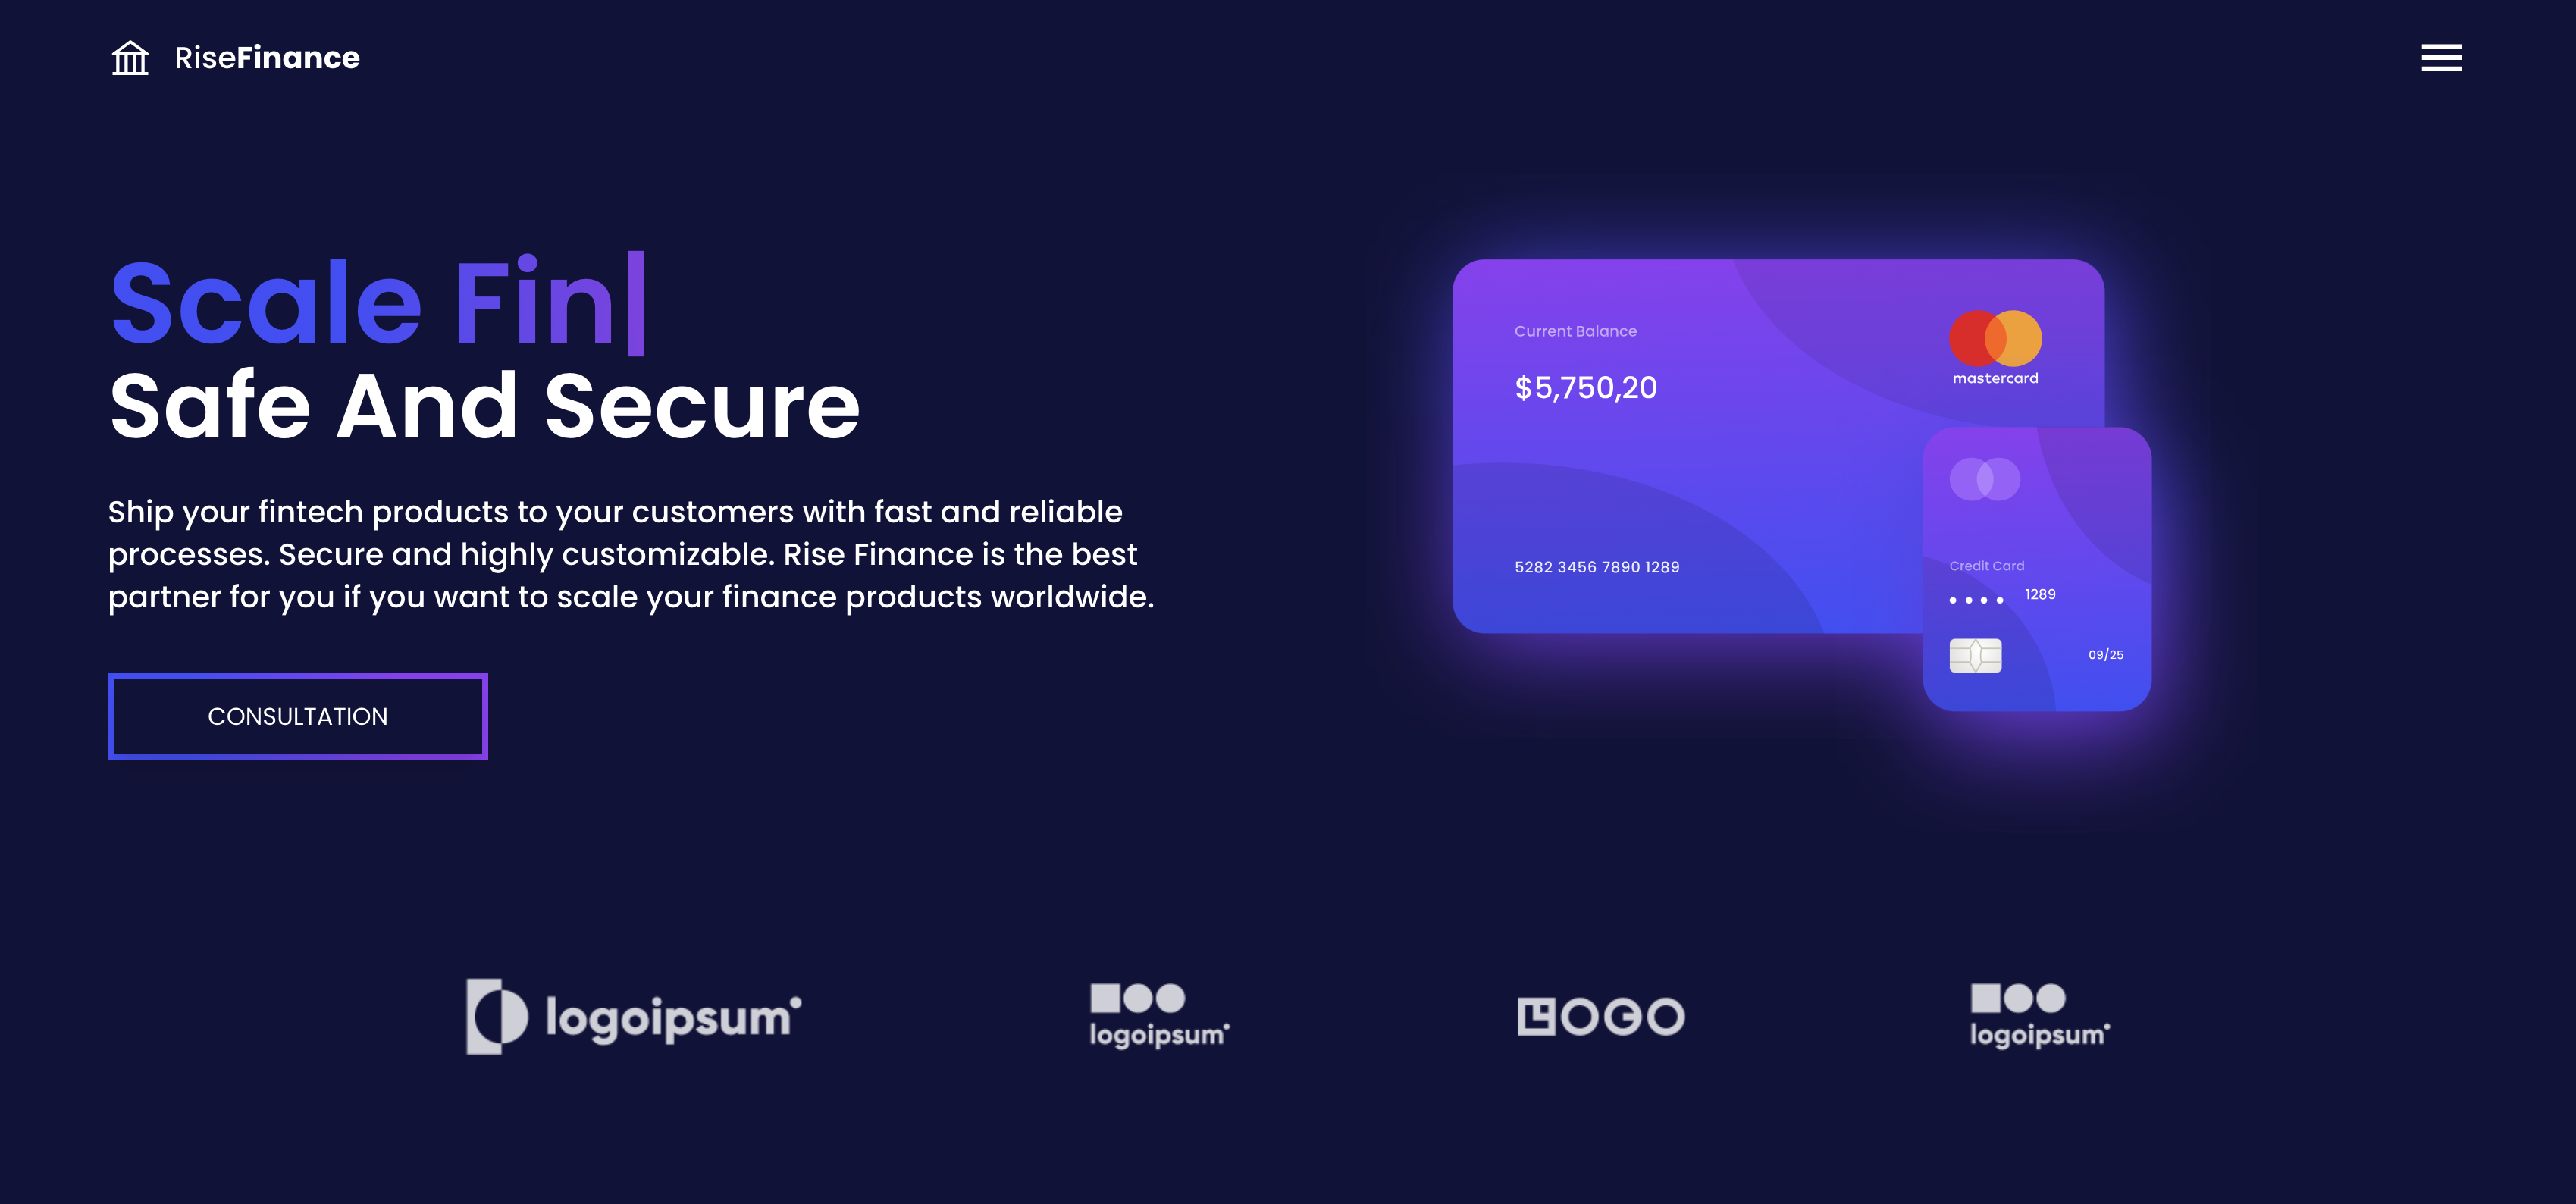 RiseFinance
Scale Fin|
Safe And Secure
Ship your fintech products to your customers with fast and reliable
processes. Secure and highly customizable. Rise Finance is the best
partner for you if you want to scale your finance products worldwide.
CONSULTATION
Current Balance
$5,750,20
mastercard
5282 3456 7890 1289
Credit Card
•••• 1289
09/25
logoipsum
logoipsum
LOGO
logoipsum